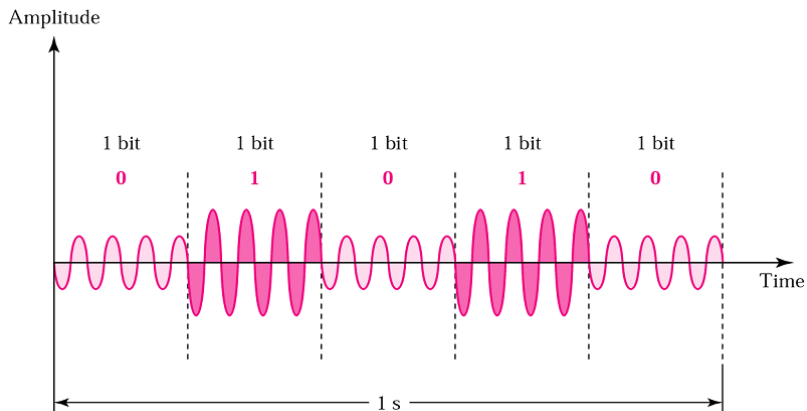 Amplitude
1 bit 1 bit 1 bit 1 bit 1 bit
0 1 0 1 0
Time
1 s